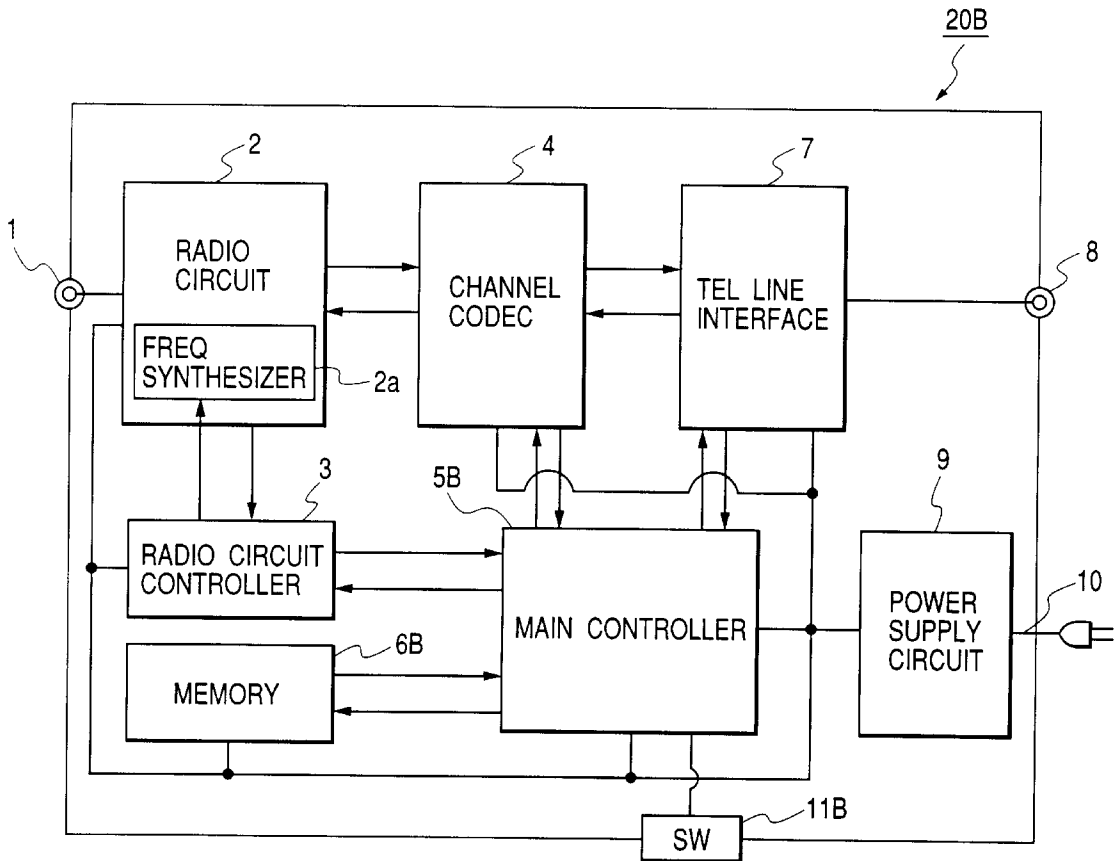 20B
2
4
7
1
RADIO
CIRCUIT
CHANNEL
CODEC
TEL LINE
INTERFACE
8
FREQ
SYNTHESIZER
2a
3
5B
9
RADIO CIRCUIT
CONTROLLER
MAIN CONTROLLER
POWER
SUPPLY
CIRCUIT
10
6B
MEMORY
11B
SW